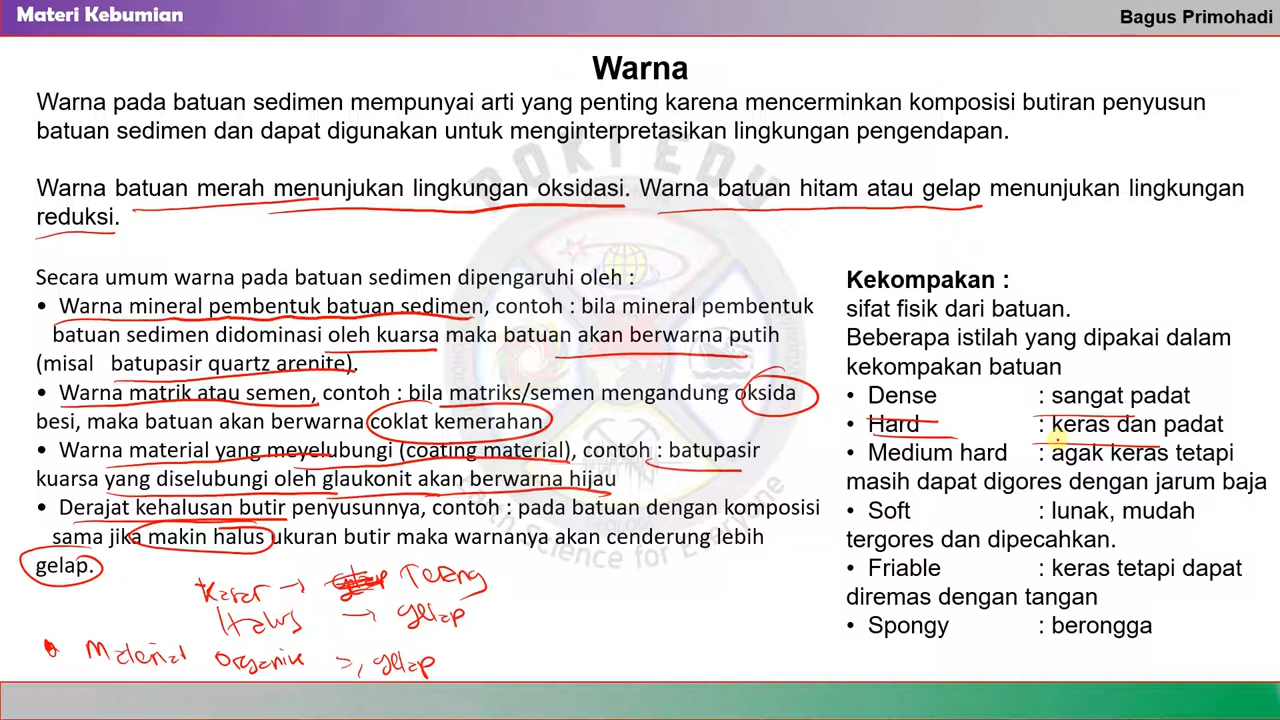 Materi Kebumian
Bagus Primohadi
Warna
Warna pada batuan sedimen mempunyai arti yang penting karena mencerminkan komposisi butiran penyusun
batuan sedimen dan dapat digunakan untuk menginterpretasikan lingkungan pengendapan.
Warna batuan merah menunjukan lingkungan oksidasi. Warna batuan hitam atau gelap menunjukan lingkungan
reduksi.
Secara umum warna pada batuan sedimen dipengaruhi oleh :
• Warna mineral pembentuk batuan sedimen, contoh : bila mineral pembentuk
batuan sedimen didominasi oleh kuarsa maka batuan akan berwarna putih
(misal batupasir quartz arenite).
• Warna matrik atau semen, contoh : bila matriks/semen mengandung oksida
besi, maka batuan akan berwarna coklat kemerahan
• Warna material yang meyelubungi (coating material), contoh : batupasir
kuarsa yang diselubungi oleh glaukonit akan berwarna hijau
• Derajat kehalusan butir penyusunnya, contoh : pada batuan dengan komposisi
sama jika makin halus ukuran butir maka warnanya akan cenderung lebih
gelap.
Kasar → Terang
Halus → gelap
• Material organik >, gelap
Kekompakan :
sifat fisik dari batuan.
Beberapa istilah yang dipakai dalam
kekompakan batuan
• Dense : sangat padat
• Hard : keras dan padat
• Medium hard : agak keras tetapi
masih dapat digores dengan jarum baja
• Soft : lunak, mudah
tergores dan dipecahkan.
• Friable : keras tetapi dapat
diremas dengan tangan
• Spongy : berongga
POKI EDU
Earth Science for Everyone